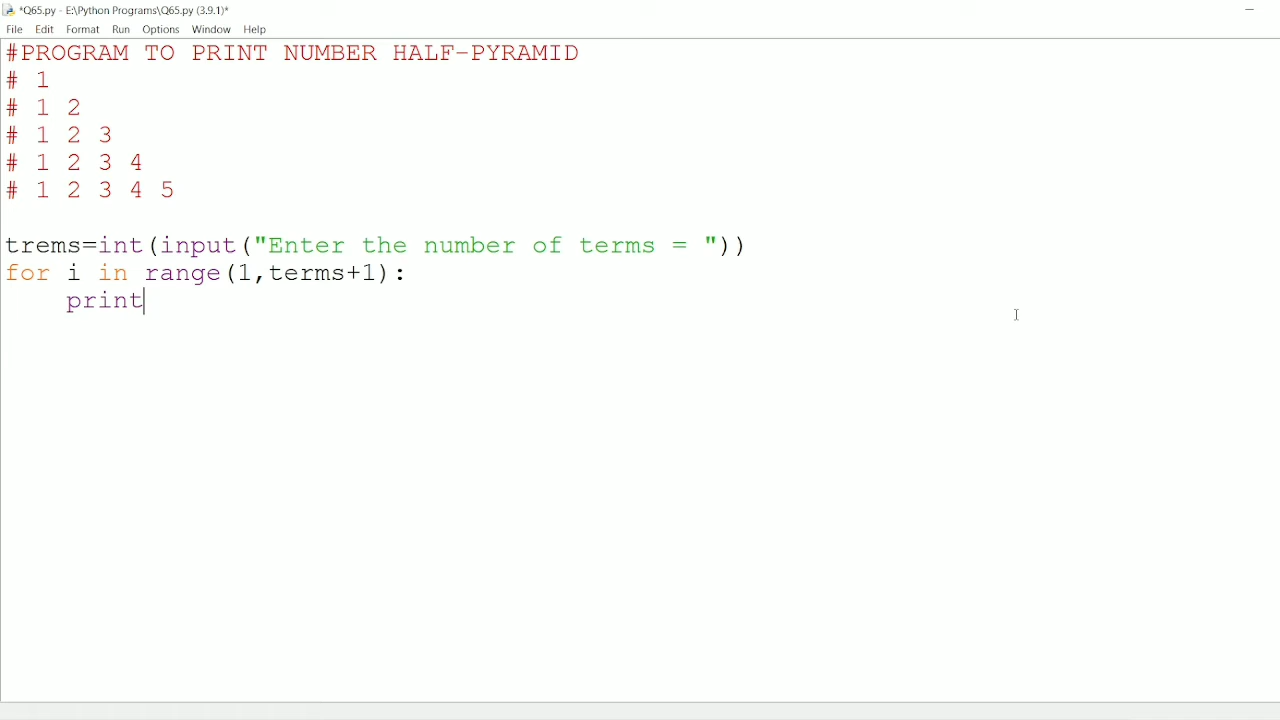 *Q65.py - E:\Python Programs\Q65.py (3.9.1)*
File Edit Format Run Options Window Help
#PROGRAM TO PRINT NUMBER HALF-PYRAMID
# 1
# 1 2
# 1 2 3
# 1 2 3 4
# 1 2 3 4 5
trems=int(input("Enter the number of terms = "))
for i in range(1,terms+1):
    print